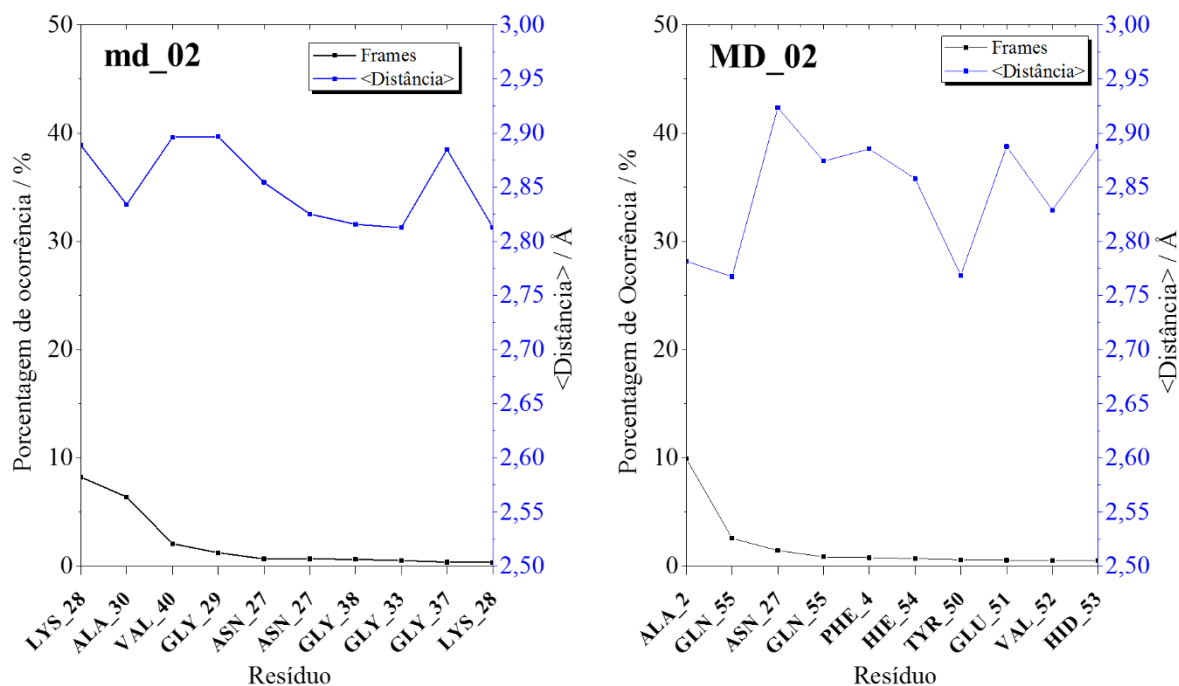 md_02
Frames
<Distância>
Porcentagem de ocorrência / %
50
40
30
20
10
0
3,00
2,95
2,90
2,85
2,80
2,75
2,70
2,65
2,60
2,55
2,50
<Distância> / Å
LYS_28
ALA_30
VAL_40
GLY_29
ASN_27
ASN_27
GLY_38
GLY_33
GLY_37
LYS_28
Resíduo
MD_02
Frames
<Distância>
Porcentagem de Ocorrência / %
50
40
30
20
10
0
3,00
2,95
2,90
2,85
2,80
2,75
2,70
2,65
2,60
2,55
2,50
<Distância> / Å
ALA_2
GLN_55
ASN_27
GLN_55
PHE_4
HIE_54
TYR_50
GLU_51
VAL_52
HID_53
Resíduo